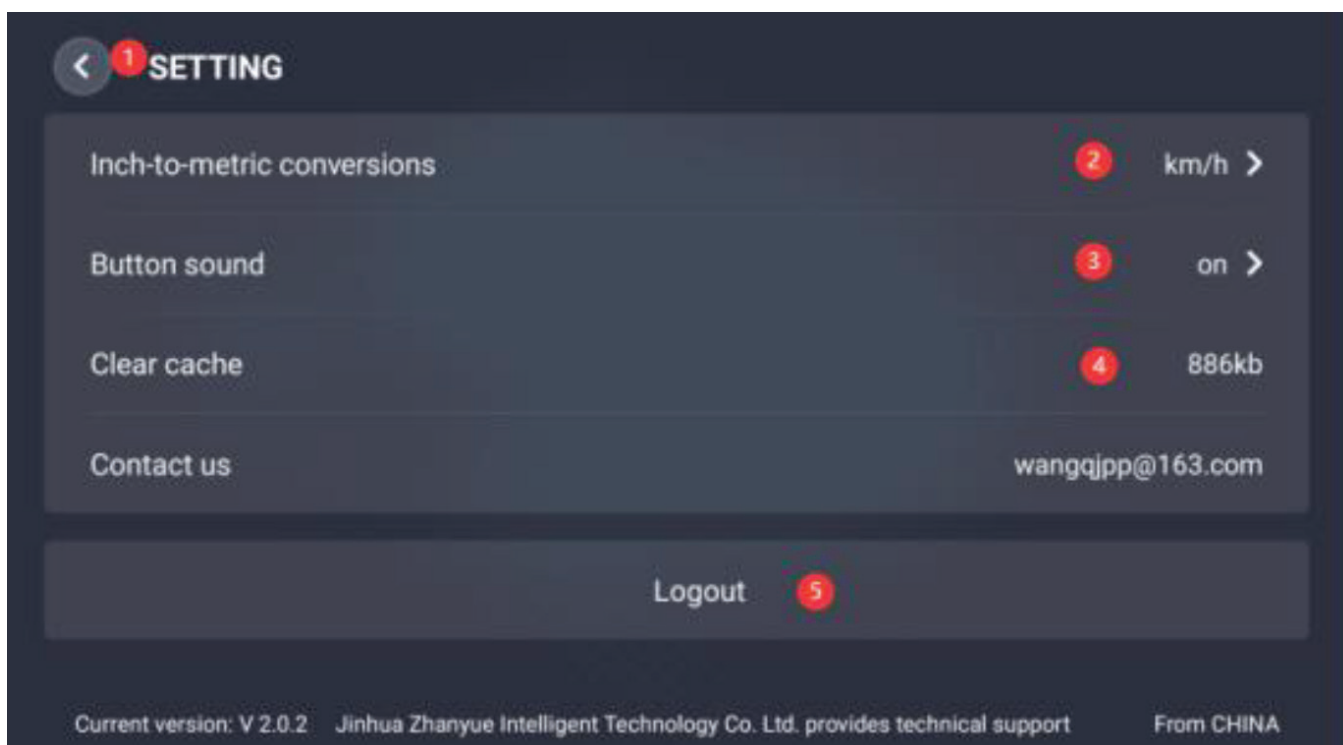 1 SETTING
Inch-to-metric conversions 2 km/h
Button sound 3 on
Clear cache 4 886kb
Contact us wangqjpp@163.com
Logout 5
Current version: V 2.0.2 Jinhua Zhanyue Intelligent Technology Co. Ltd. provides technical support From CHINA